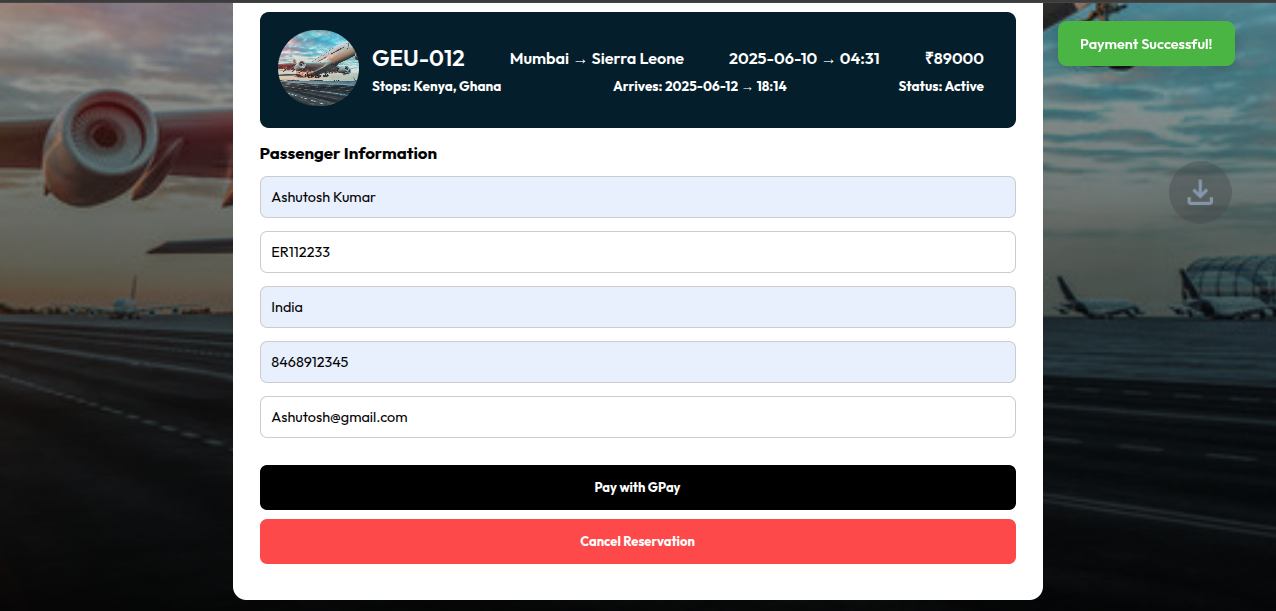 GEU-012 Mumbai → Sierra Leone 2025-06-10 → 04:31 ₹89000
Stops: Kenya, Ghana Arrives: 2025-06-12 → 18:14 Status: Active
Payment Successful!
Passenger Information
Ashutosh Kumar
ER112233
India
8468912345
Ashutosh@gmail.com
Pay with GPay
Cancel Reservation